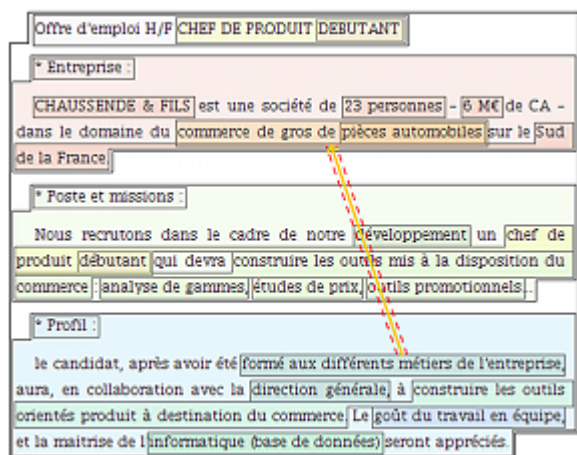 Offre d'emploi H/F CHEF DE PRODUIT DEBUTANT
* Entreprise :
CHAUSSENDE & FILS est une société de 23 personnes – 6 M€ de CA –
dans le domaine du commerce de gros de pièces automobiles sur le Sud
de la France.
* Poste et missions :
Nous recrutons dans le cadre de notre développement un chef de
produit débutant qui devra construire les outils mis à la disposition du
commerce : analyse de gammes, études de prix, outils promotionnels...
* Profil :
le candidat, après avoir été formé aux différents métiers de l'entreprise,
aura, en collaboration avec la direction générale, à construire les outils
orientés produit à destination du commerce. Le goût du travail en équipe,
et la maitrise de l'informatique (base de données) seront appréciés.